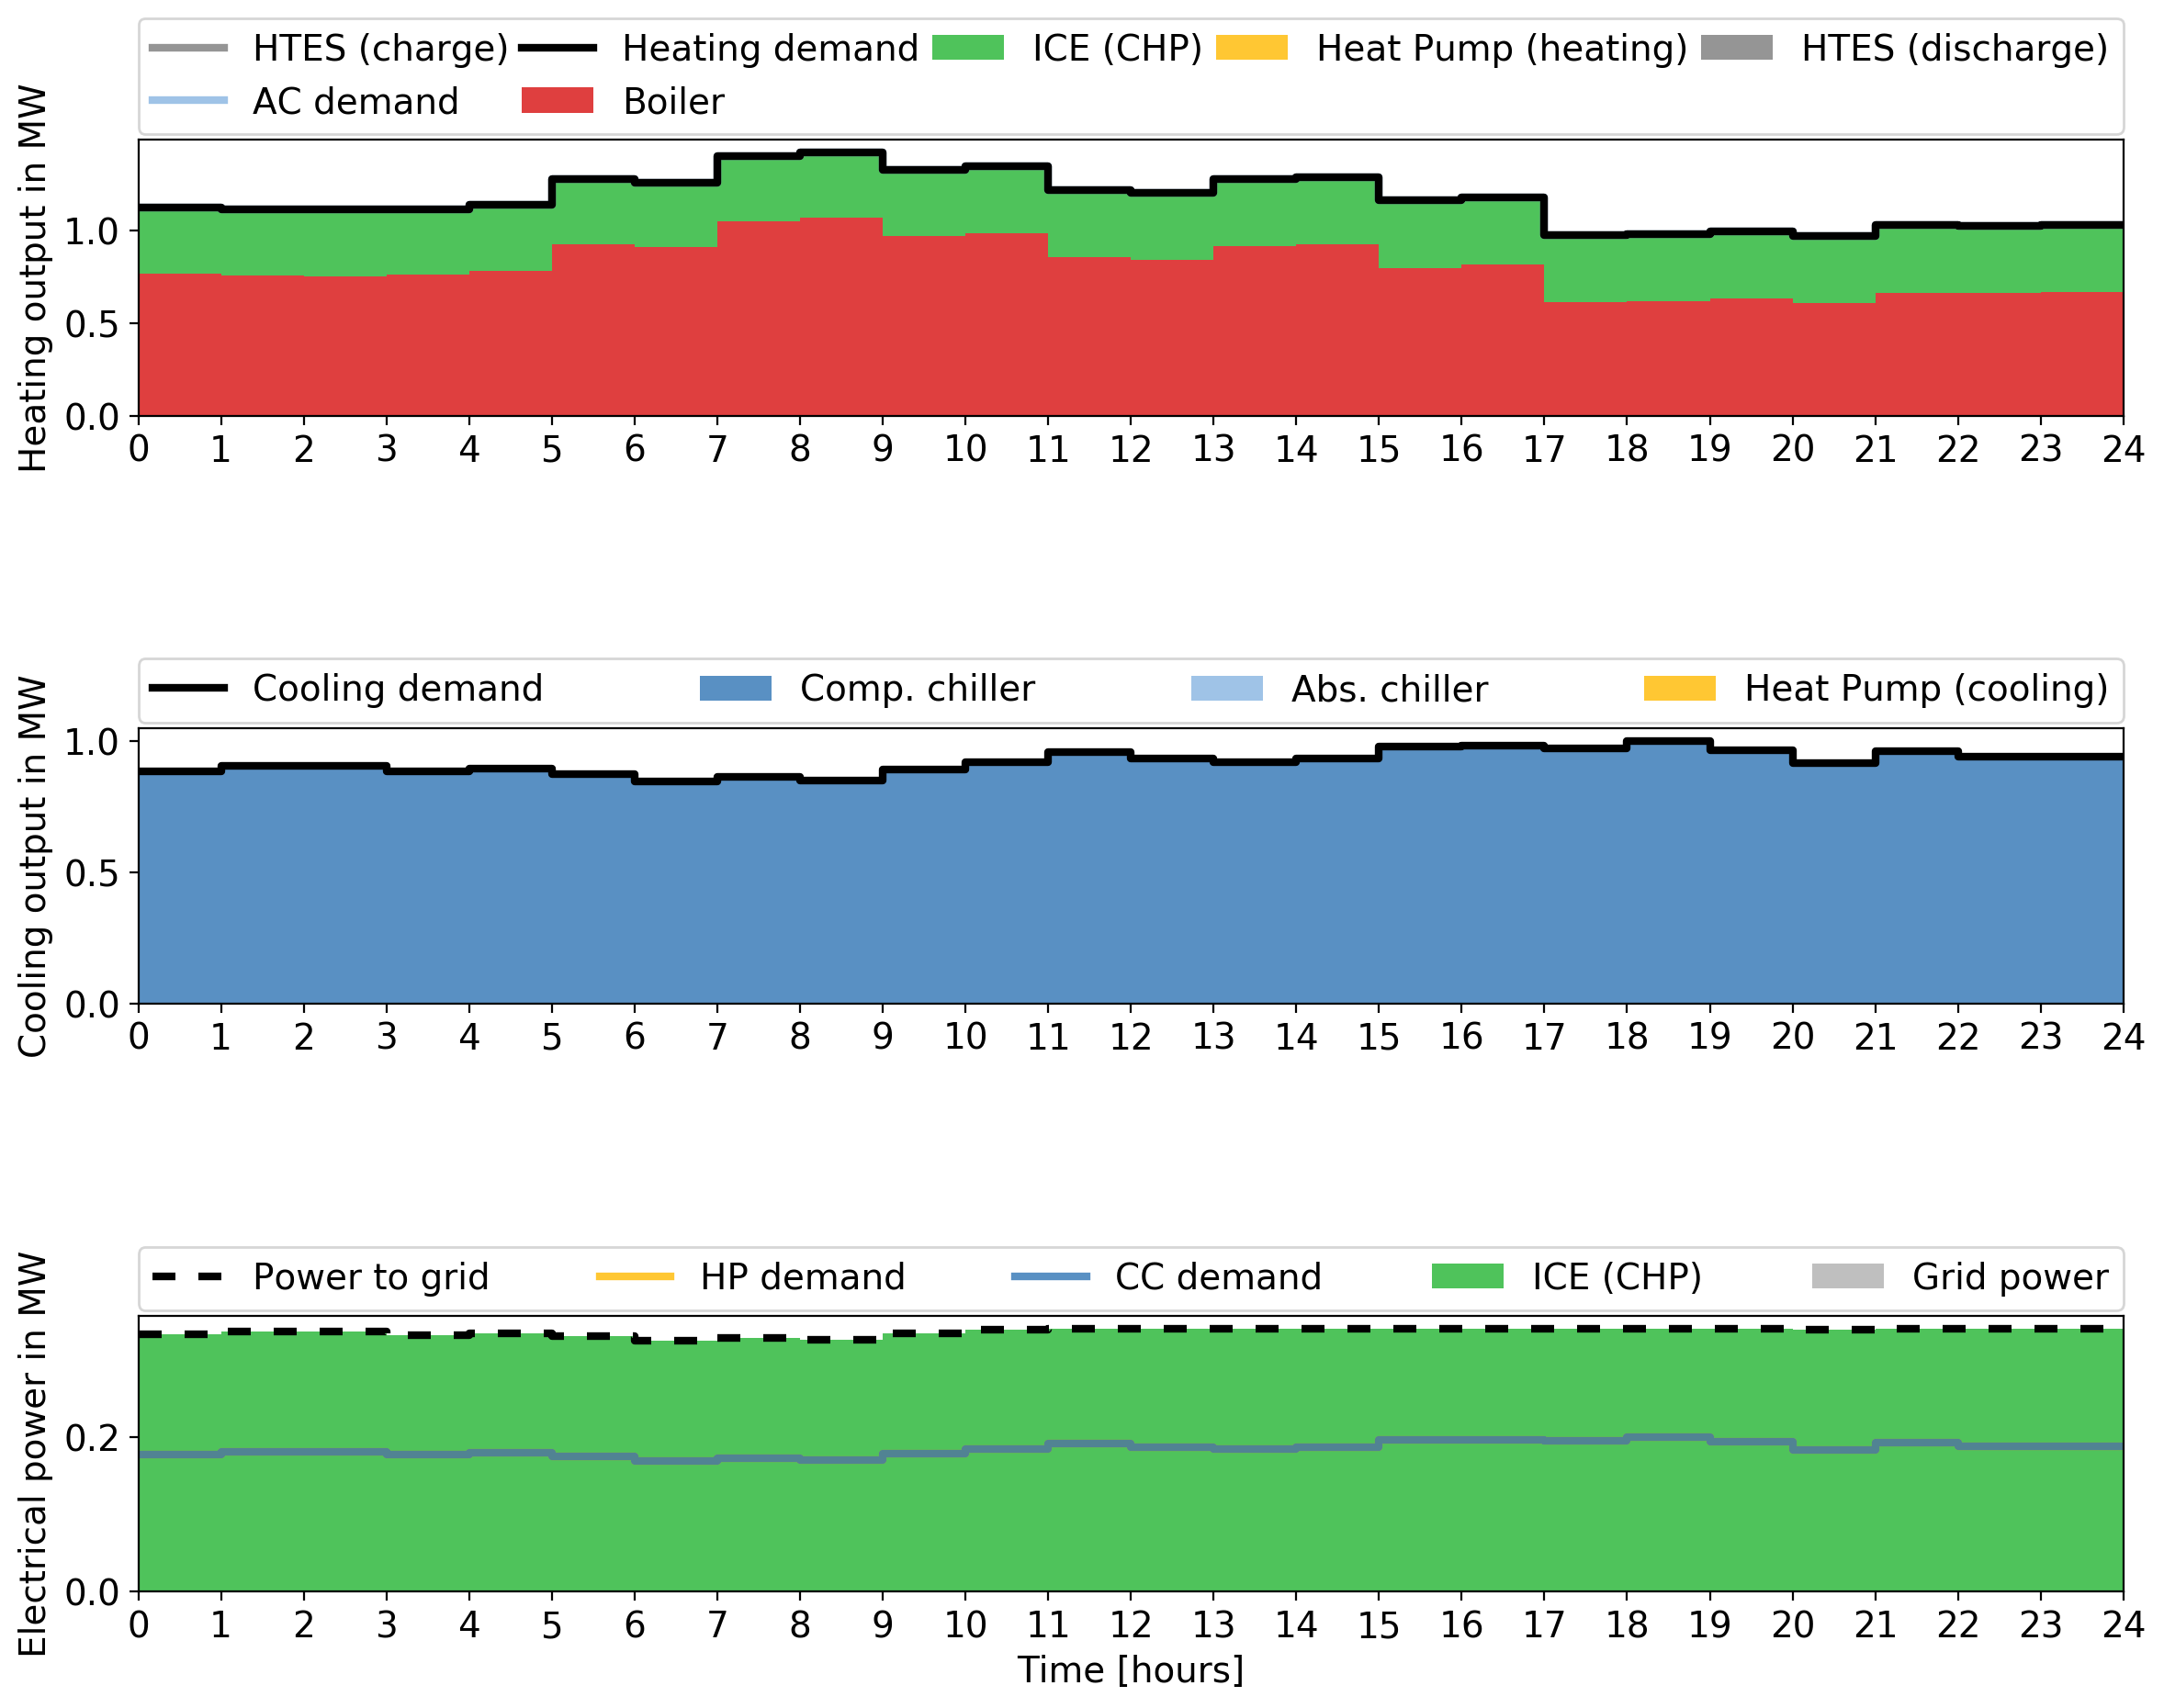 HTES (charge) Heating demand ICE (CHP) Heat Pump (heating) HTES (discharge)
AC demand Boiler
Heating output in MW
1.0
0.5
0.0
0 1 2 3 4 5 6 7 8 9 10 11 12 13 14 15 16 17 18 19 20 21 22 23 24
Cooling demand Comp. chiller Abs. chiller Heat Pump (cooling)
Cooling output in MW
1.0
0.5
0.0
0 1 2 3 4 5 6 7 8 9 10 11 12 13 14 15 16 17 18 19 20 21 22 23 24
Power to grid HP demand CC demand ICE (CHP) Grid power
Electrical power in MW
0.2
0.0
0 1 2 3 4 5 6 7 8 9 10 11 12 13 14 15 16 17 18 19 20 21 22 23 24
Time [hours]